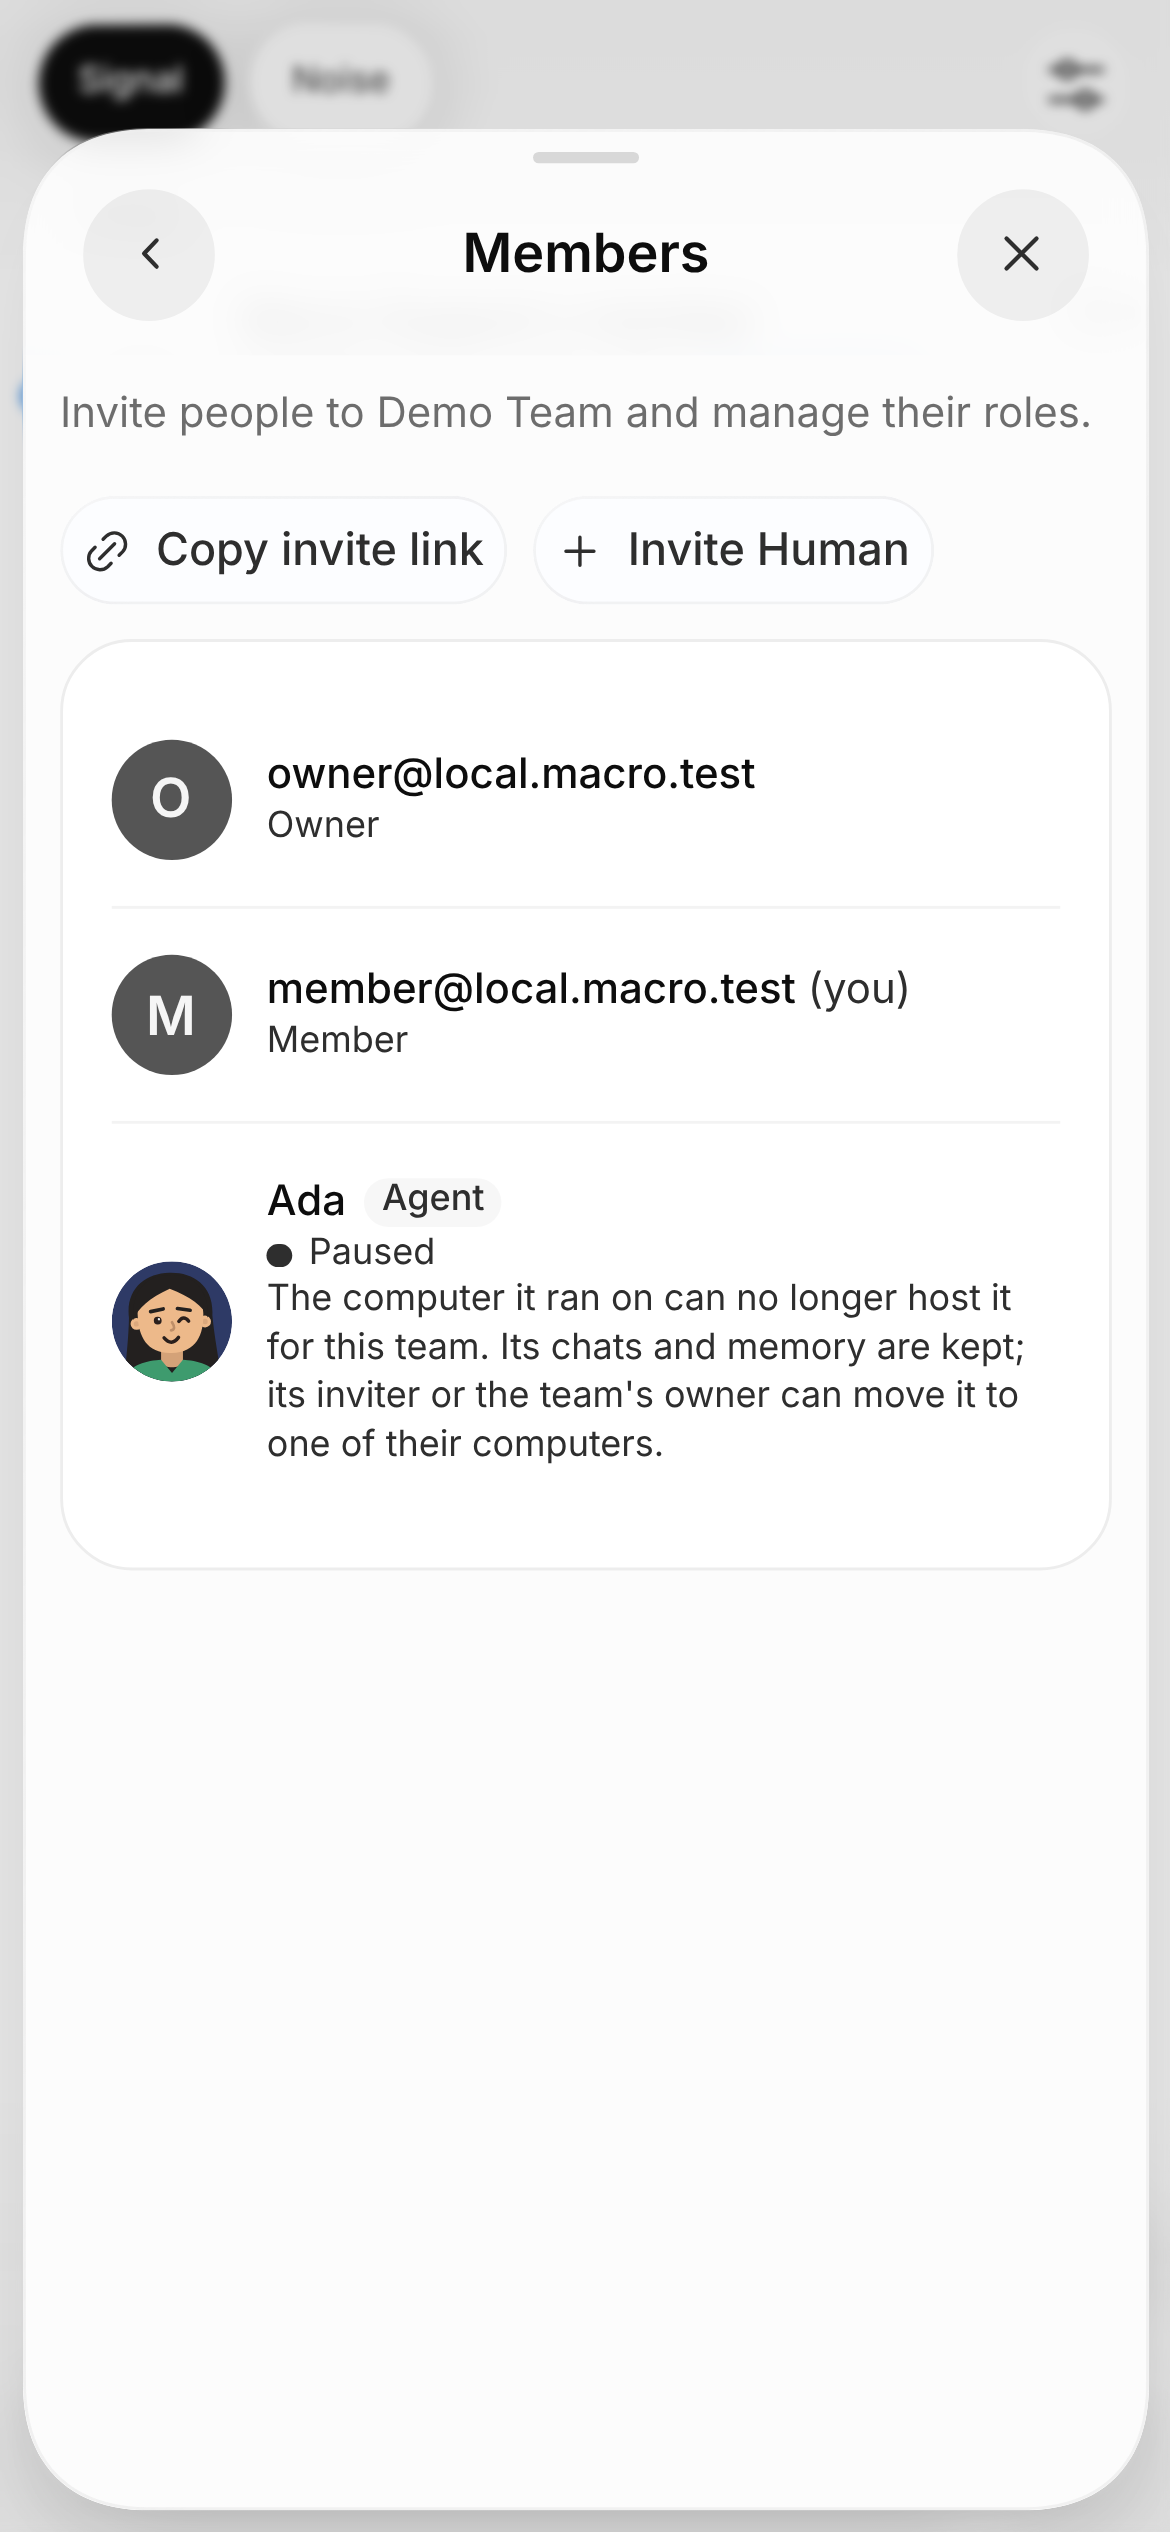 Signal
Noise
Members
Invite people to Demo Team and manage their roles.
Copy invite link
Invite Human
O
owner@local.macro.test
Owner
M
member@local.macro.test (you)
Member
Ada
Agent
Paused
The computer it ran on can no longer host it
for this team. Its chats and memory are kept;
its inviter or the team's owner can move it to
one of their computers.